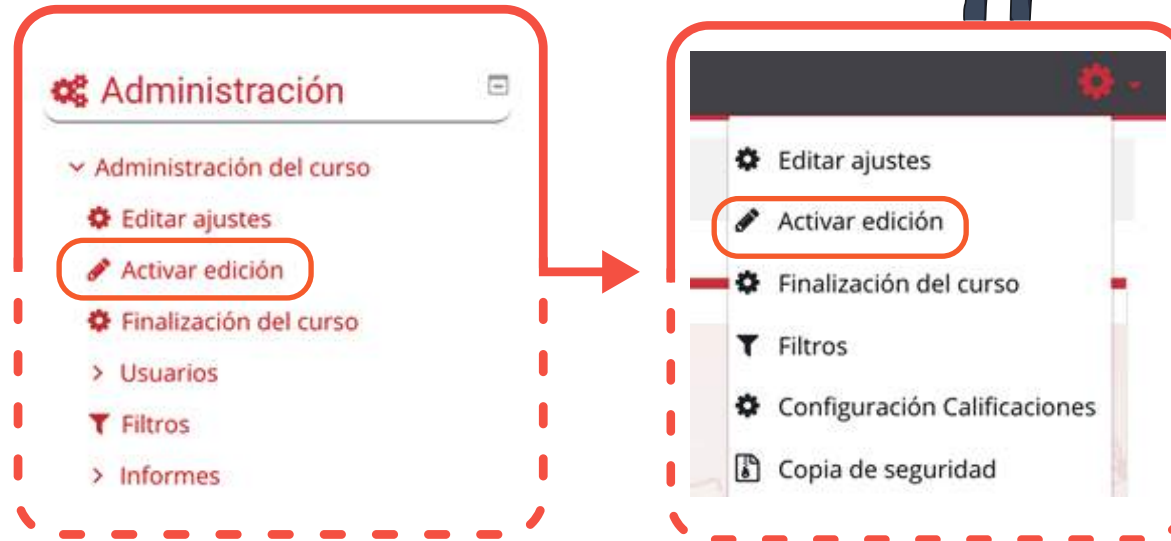 Administración
Administración del curso
Editar ajustes
Activar edición
Finalización del curso
Usuarios
Filtros
Informes
Editar ajustes
Activar edición
Finalización del curso
Filtros
Configuración Calificaciones
Copia de seguridad